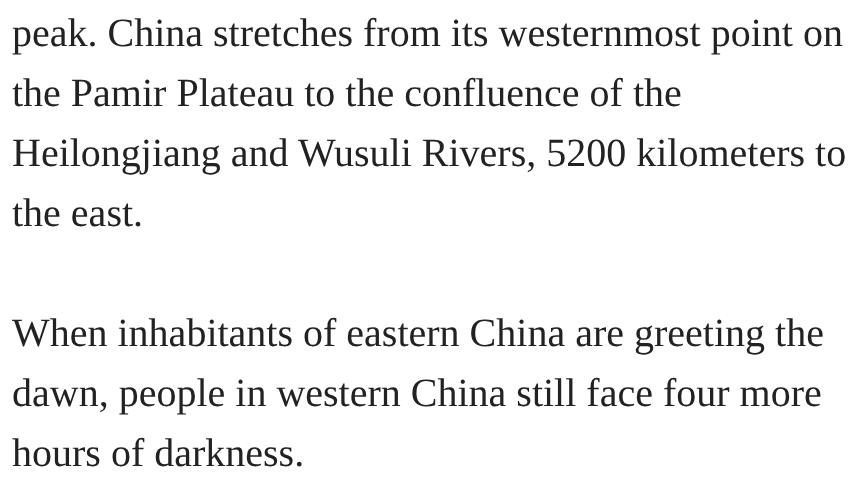 peak. China stretches from its westernmost point on
the Pamir Plateau to the confluence of the
Heilongjiang and Wusuli Rivers, 5200 kilometers to
the east.
When inhabitants of eastern China are greeting the
dawn, people in western China still face four more
hours of darkness.